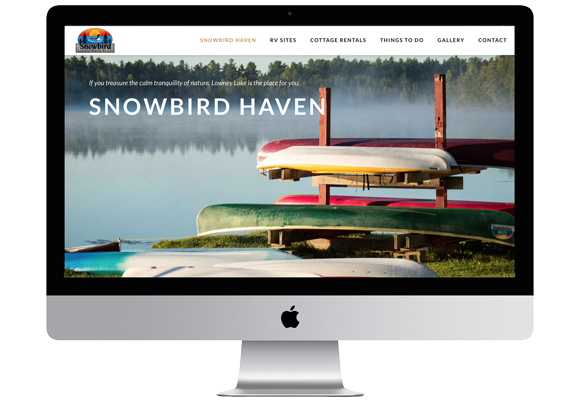 Snowbird
SNOWBIRD HAVEN RV SITES COTTAGE RENTALS THINGS TO DO GALLERY CONTACT
If you treasure the calm tranquility of nature, Lowney Lake is the place for you.
SNOWBIRD HAVEN